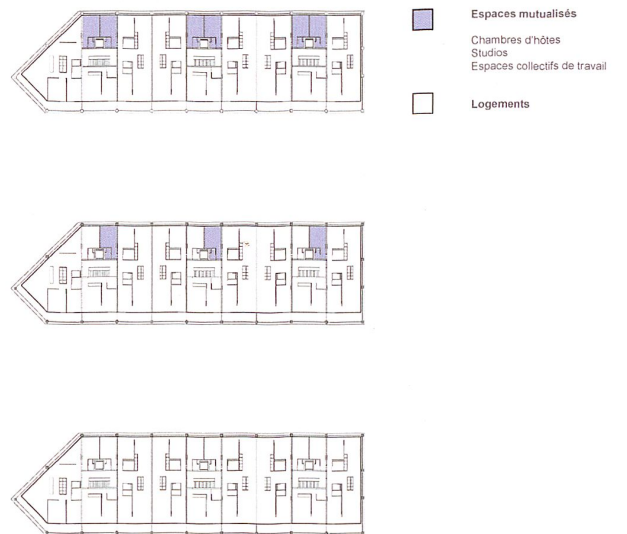 Espaces mutualisés
Chambres d'hôtes
Studios
Espaces collectifs de travail
Logements